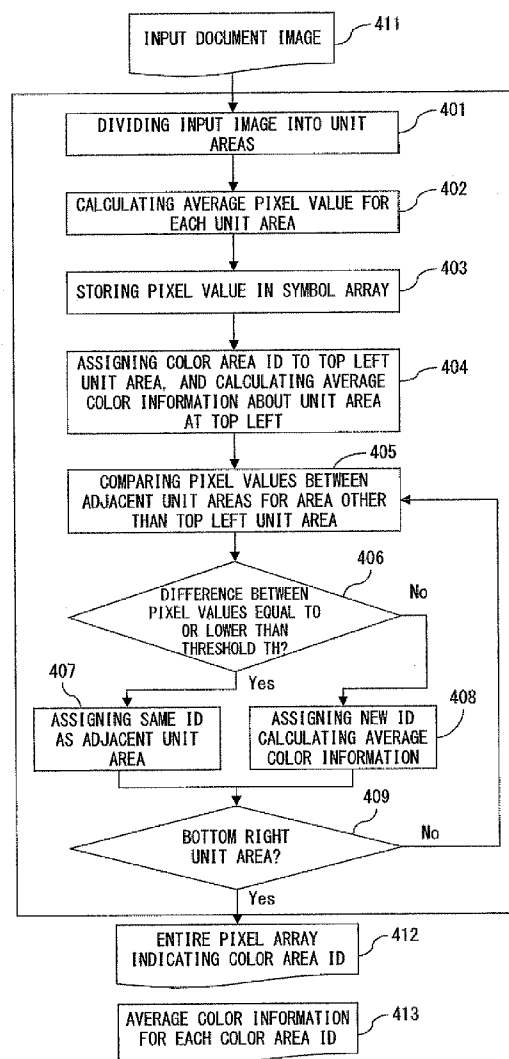 INPUT DOCUMENT IMAGE
411
DIVIDING INPUT IMAGE INTO UNIT
AREAS
401
CALCULATING AVERAGE PIXEL VALUE FOR
EACH UNIT AREA
402
STORING PIXEL VALUE IN SYMBOL ARRAY
403
ASSIGNING COLOR AREA ID TO TOP LEFT
UNIT AREA, AND CALCULATING AVERAGE
COLOR INFORMATION ABOUT UNIT AREA
AT TOP LEFT
404
405
COMPARING PIXEL VALUES BETWEEN
ADJACENT UNIT AREAS FOR AREA OTHER
THAN TOP LEFT UNIT AREA
406
DIFFERENCE BETWEEN
PIXEL VALUES EQUAL TO
OR LOWER THAN
THRESHOLD TH?
No
Yes
407
ASSIGNING SAME ID
AS ADJACENT UNIT
AREA
ASSIGNING NEW ID
CALCULATING AVERAGE
COLOR INFORMATION
408
409
BOTTOM RIGHT
UNIT AREA?
No
Yes
ENTIRE PIXEL ARRAY
INDICATING COLOR AREA ID
412
AVERAGE COLOR INFORMATION
FOR EACH COLOR AREA ID
413